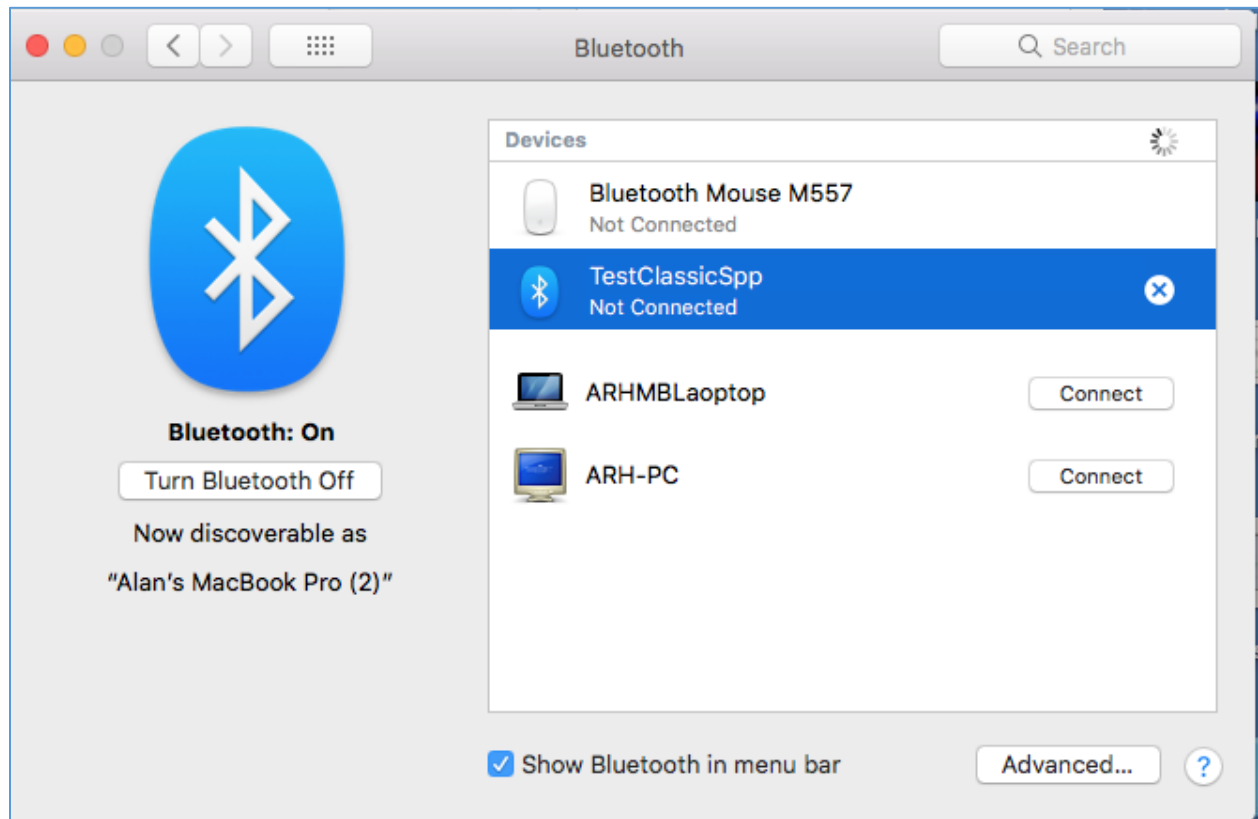 Bluetooth
Search
Devices
Bluetooth Mouse M557
Not Connected
TestClassicSpp
Not Connected
ARHMBLaoptop
Connect
ARH-PC
Connect
Bluetooth: On
Turn Bluetooth Off
Now discoverable as
“Alan's MacBook Pro (2)”
Show Bluetooth in menu bar
Advanced...
?